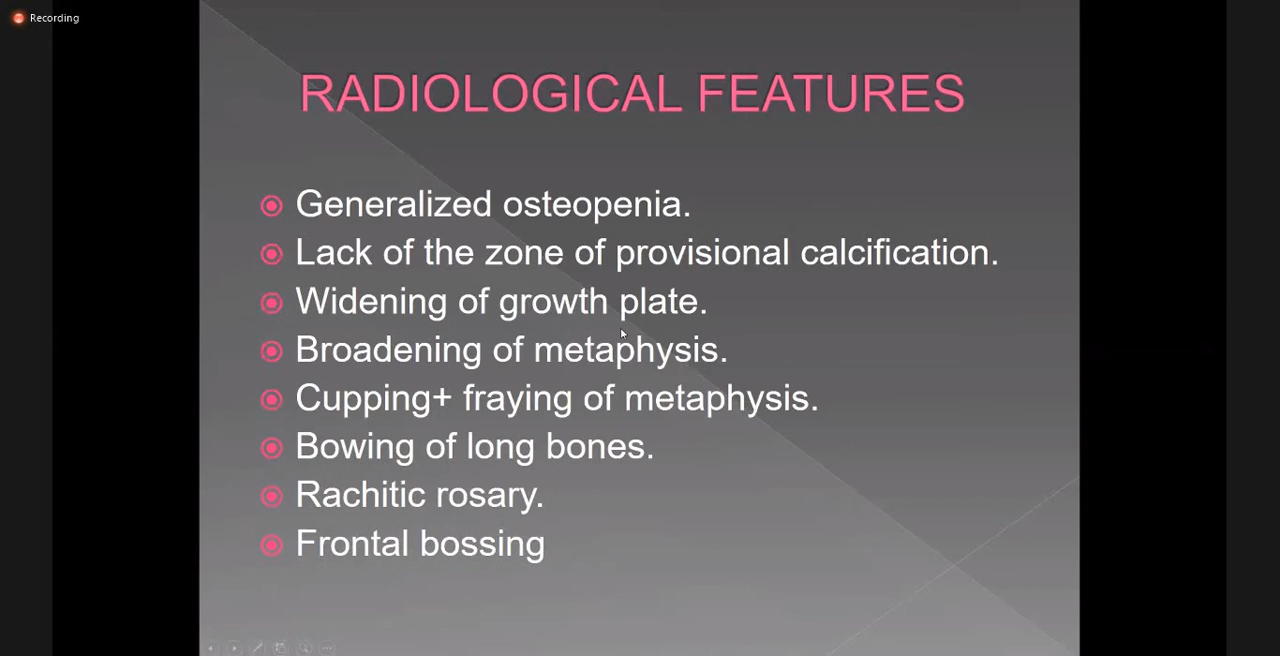 Recording
RADIOLOGICAL FEATURES
Generalized osteopenia.
Lack of the zone of provisional calcification.
Widening of growth plate.
Broadening of metaphysis.
Cupping+ fraying of metaphysis.
Bowing of long bones.
Rachitic rosary.
Frontal bossing